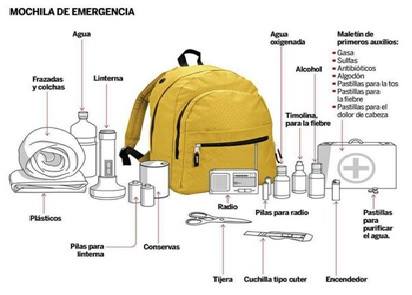 MOCHILA DE EMERGENCIA
Agua
Frazadas
y colchas
Linterna
Agua
oxigenada
Alcohol
Timolina,
para la fiebre
Maletín de
primeros auxilios:
• Gasa
• Sulfas
• Antibióticos
• Algodón
• Pastillas para la tos
• Pastillas para
la fiebre
• Pastillas para el
dolor de cabeza
Plásticos
Pilas para
linterna
Conservas
Radio
Pilas para radio
Tijera
Cuchilla tipo cuter
Encendedor
Pastillas
para
purificar
el agua.